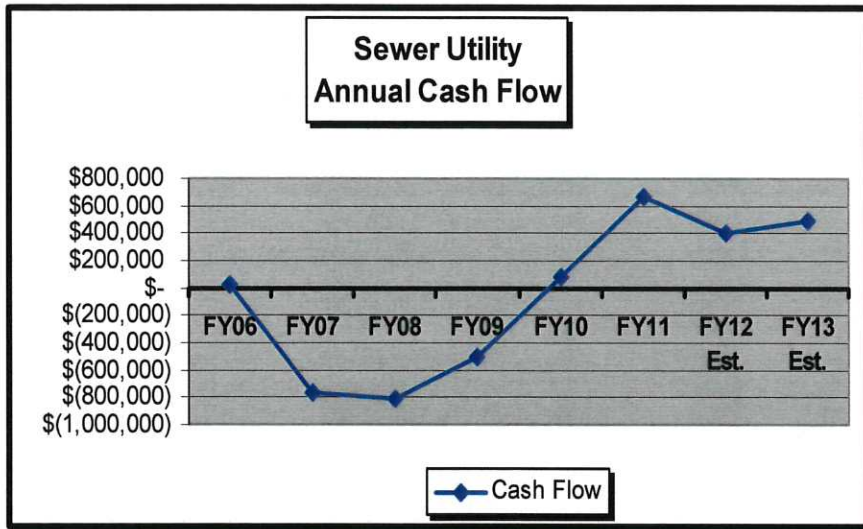 Sewer Utility
Annual Cash Flow
$800,000
$600,000
$400,000
$200,000
$-
$(200,000)
$(400,000)
$(600,000)
$(800,000)
$(1,000,000)
FY06 FY07 FY08 FY09 FY10 FY11 FY12 FY13
Est. Est.
Cash Flow